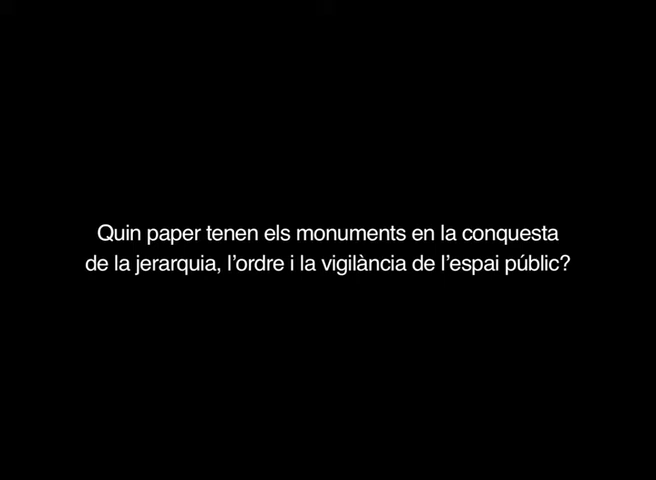 Quin paper tenen els monuments en la conquesta
de la jerarquia, l’ordre i la vigilància de l’espai públic?